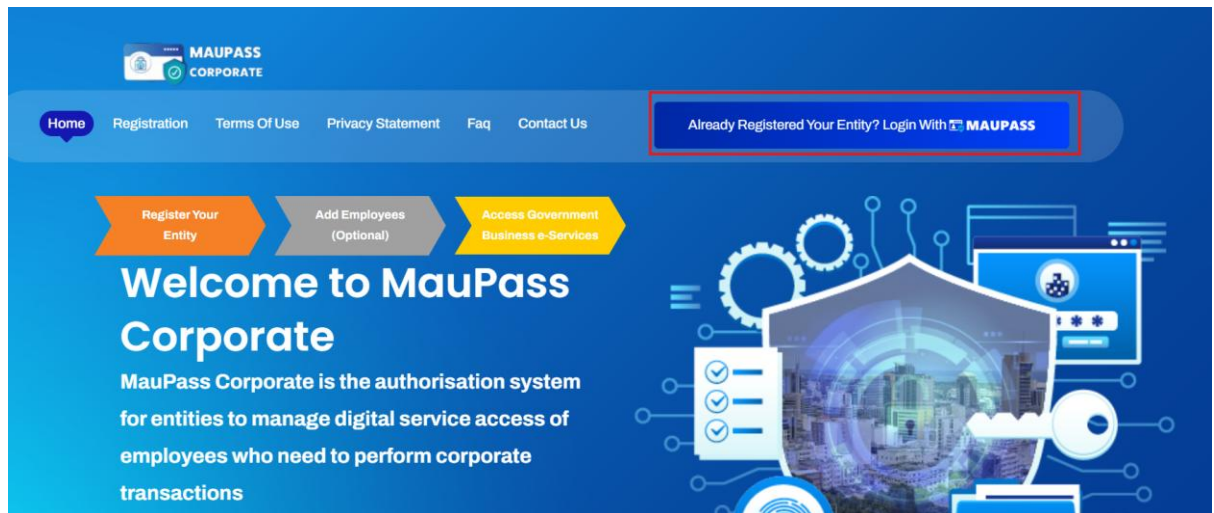 MAUPASS
CORPORATE
Home
Registration
Terms Of Use
Privacy Statement
Faq
Contact Us
Already Registered Your Entity? Login With MAUPASS
Register Your
Entity
Add Employees
(Optional)
Access Government
Business e-Services
Welcome to MauPass
Corporate
MauPass Corporate is the authorisation system
for entities to manage digital service access of
employees who need to perform corporate
transactions